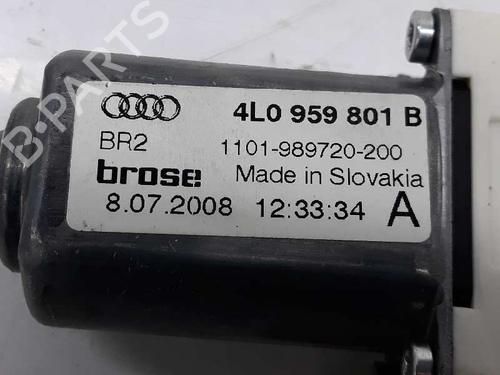 4L0 959 801 B
BR2 1101-989720-200
brose Made in Slovakia
8.07.2008 12:33:34 A
B-PARTS